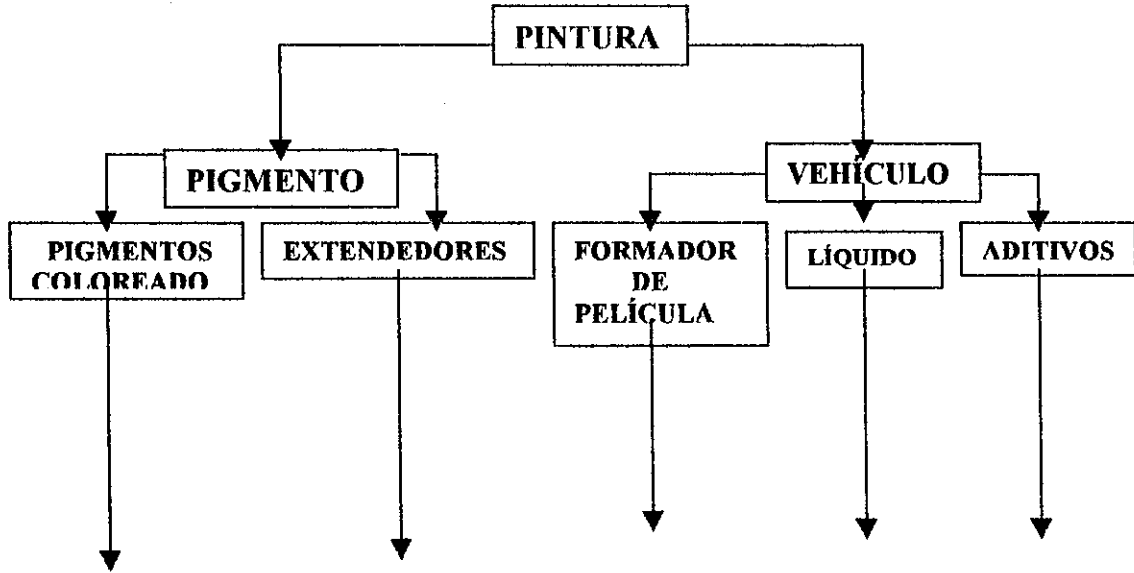 PINTURA
PIGMENTO
VEHÍCULO
PIGMENTOS
COLOREADO
EXTENDEDORES
FORMADOR
DE
PELÍCULA
LÍQUIDO
ADITIVOS